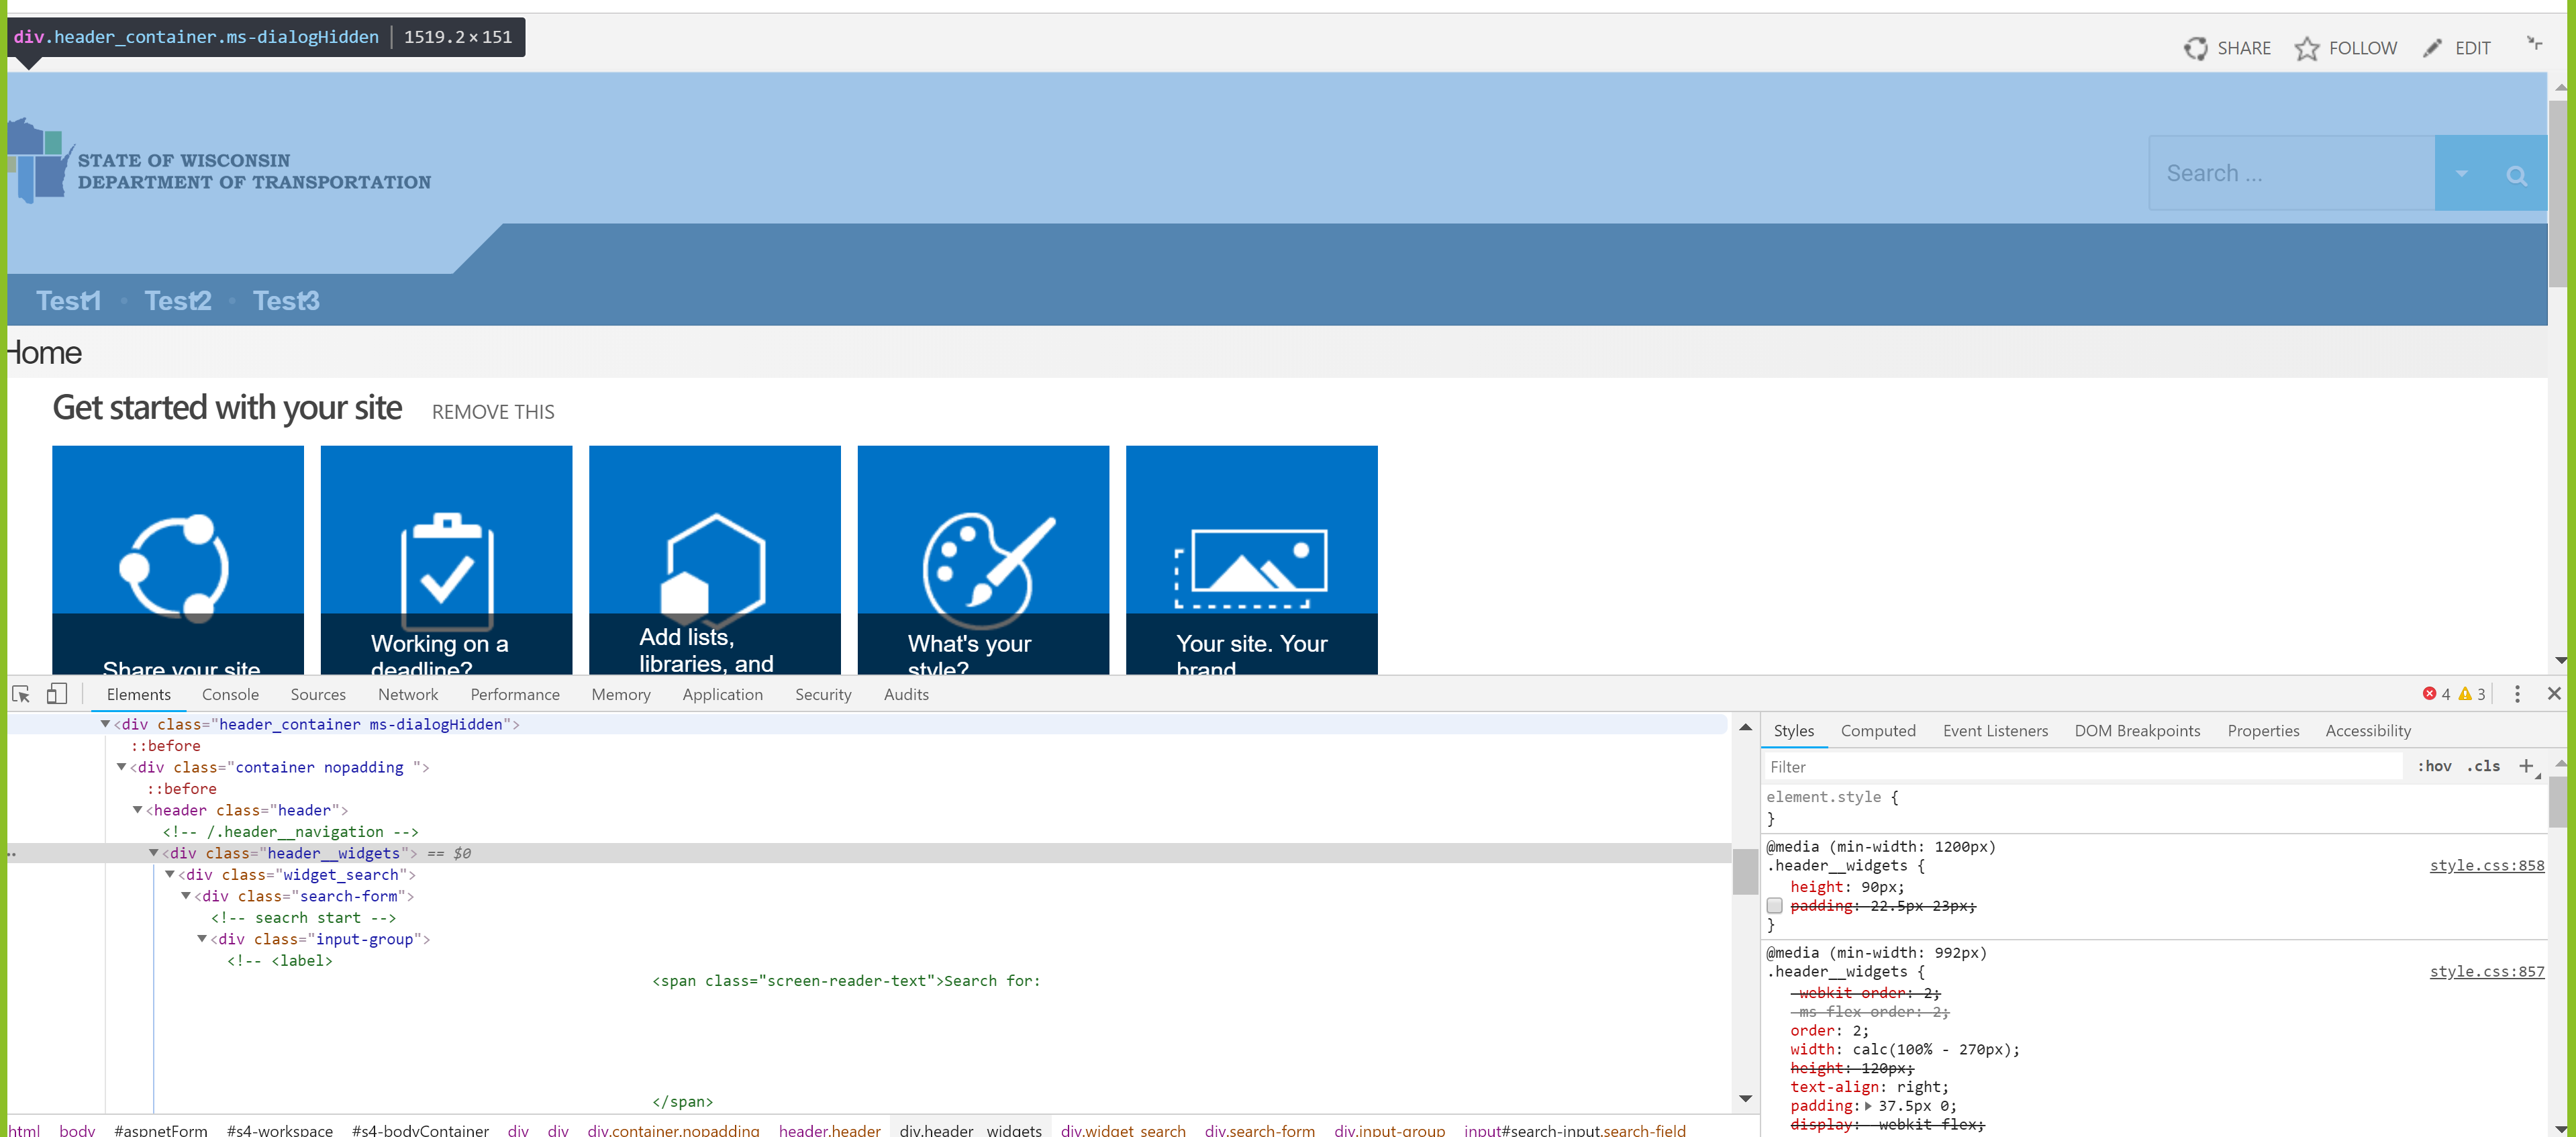 div.header_container.ms-dialogHidden | 1519.2 × 151
SHARE FOLLOW EDIT
STATE OF WISCONSIN
DEPARTMENT OF TRANSPORTATION
Search ...
Test1 • Test2 • Test3
Home
Get started with your site REMOVE THIS
Share your site
Working on a
deadline?
Add lists,
libraries, and
What's your
style?
Your site. Your
brand.
Elements Console Sources Network Performance Memory Application Security Audits 4 3
<div class="header_container ms-dialogHidden">
::before
<div class="container nopadding ">
::before
<header class="header">
<!-- /.header__navigation -->
<div class="header__widgets"> == $0
<div class="widget_search">
<div class="search-form">
<!-- seacrh start -->
<div class="input-group">
<!-- <label>
<span class="screen-reader-text">Search for:
</span>
html body #aspnetForm #s4-workspace #s4-bodyContainer div div div.container.nopadding header.header div.header__widgets div.widget_search div.search-form div.input-group input#search-input.search-field
Styles Computed Event Listeners DOM Breakpoints Properties Accessibility
Filter :hov .cls +
element.style {
}
@media (min-width: 1200px)
.header__widgets { style.css:858
height: 90px;
padding: 22.5px 23px;
}
@media (min-width: 992px)
.header__widgets { style.css:857
-webkit-order: 2;
-ms-flex-order: 2;
order: 2;
width: calc(100% - 270px);
height: 120px;
text-align: right;
padding: 37.5px 0;
display: -webkit-flex;